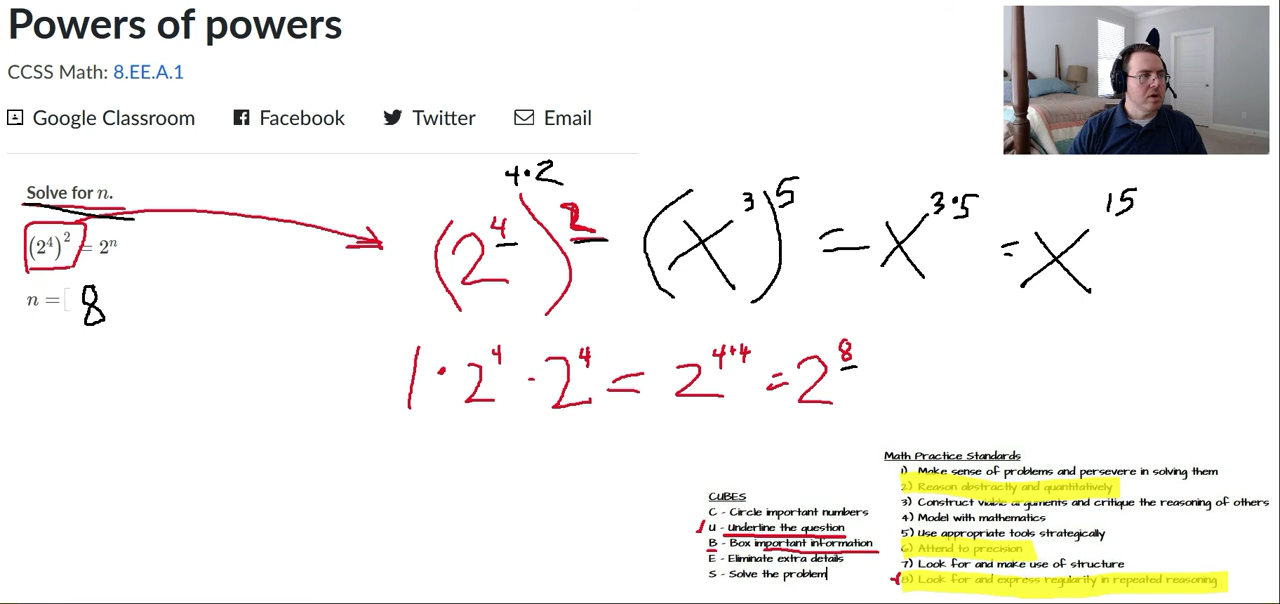 Powers of powers
CCSS Math: 8.EE.A.1
Google Classroom Facebook Twitter Email
Solve for n.
(2⁴)² = 2ⁿ
n = 8
4·2
(2⁴)² (x³)⁵ = x³·⁵ = x¹⁵
1 · 2⁴ · 2⁴ = 2⁴⁺⁴ = 2⁸
CUBES
C - Circle important numbers
U - Underline the question
B - Box important information
E - Eliminate extra details
S - Solve the problem
Math Practice Standards
1) Make sense of problems and persevere in solving them
2) Reason abstractly and quantitatively
3) Construct viable arguments and critique the reasoning of others
4) Model with mathematics
5) Use appropriate tools strategically
6) Attend to precision
7) Look for and make use of structure
8) Look for and express regularity in repeated reasoning